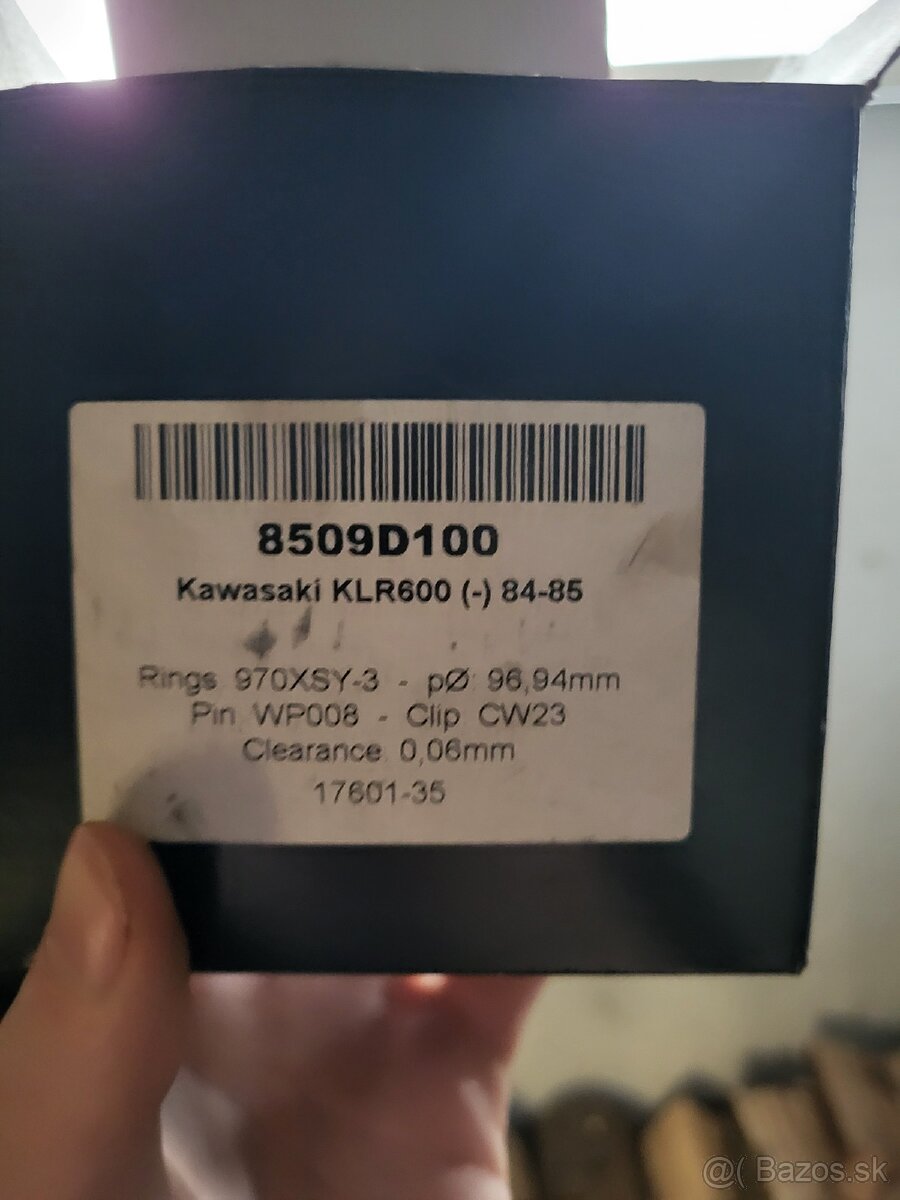 8509D100
Kawasaki KLR600 (-) 84-85
Rings 970XSY-3 - pØ: 96,94mm
Pin WP008 - Clip CW23
Clearance 0,06mm
17601-35
@( Bazos.sk